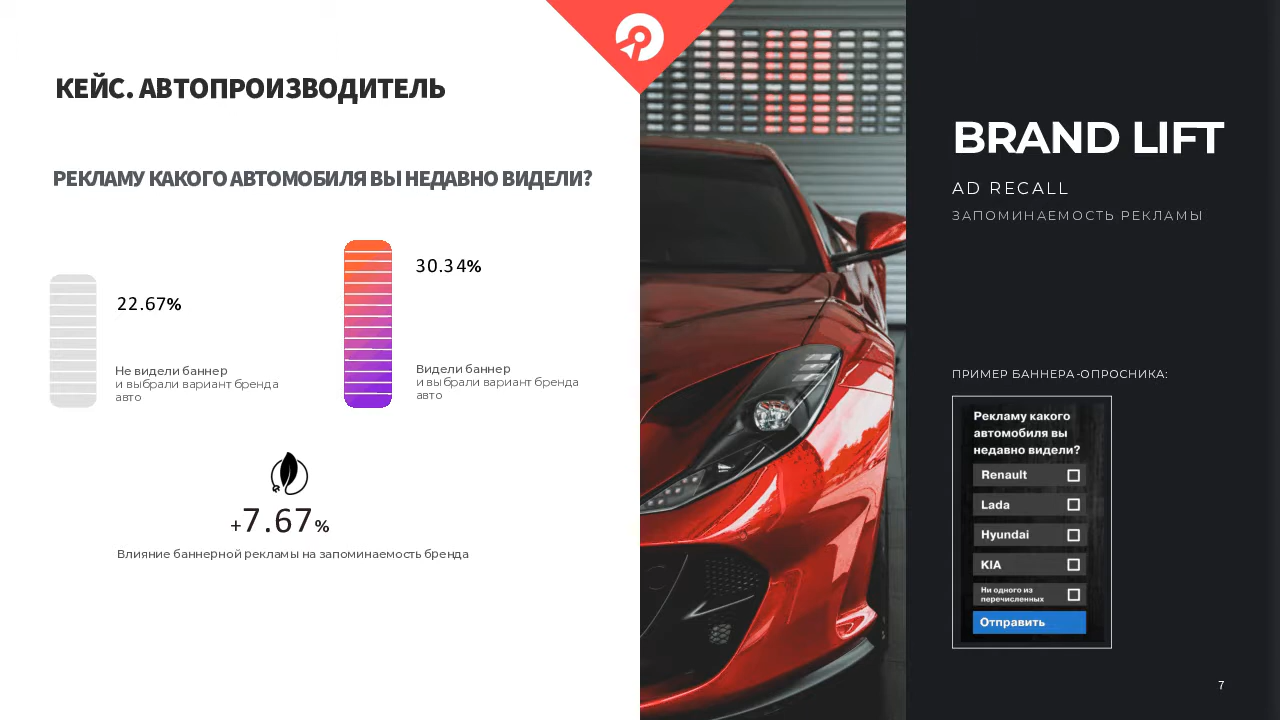 КЕЙС. АВТОПРОИЗВОДИТЕЛЬ
РЕКЛАМУ КАКОГО АВТОМОБИЛЯ ВЫ НЕДАВНО ВИДЕЛИ?
22.67%
Не видели баннер
и выбрали вариант бренда
авто
30.34%
Видели баннер
и выбрали вариант бренда
авто
+7.67%
Влияние баннерной рекламы на запоминаемость бренда
BRAND LIFT
AD RECALL
ЗАПОМИНАЕМОСТЬ РЕКЛАМЫ
ПРИМЕР БАННЕРА-ОПРОСНИКА:
Рекламу какого
автомобиля вы
недавно видели?
Renault
Lada
Hyundai
KIA
Ни одного из
перечисленных
Отправить
7